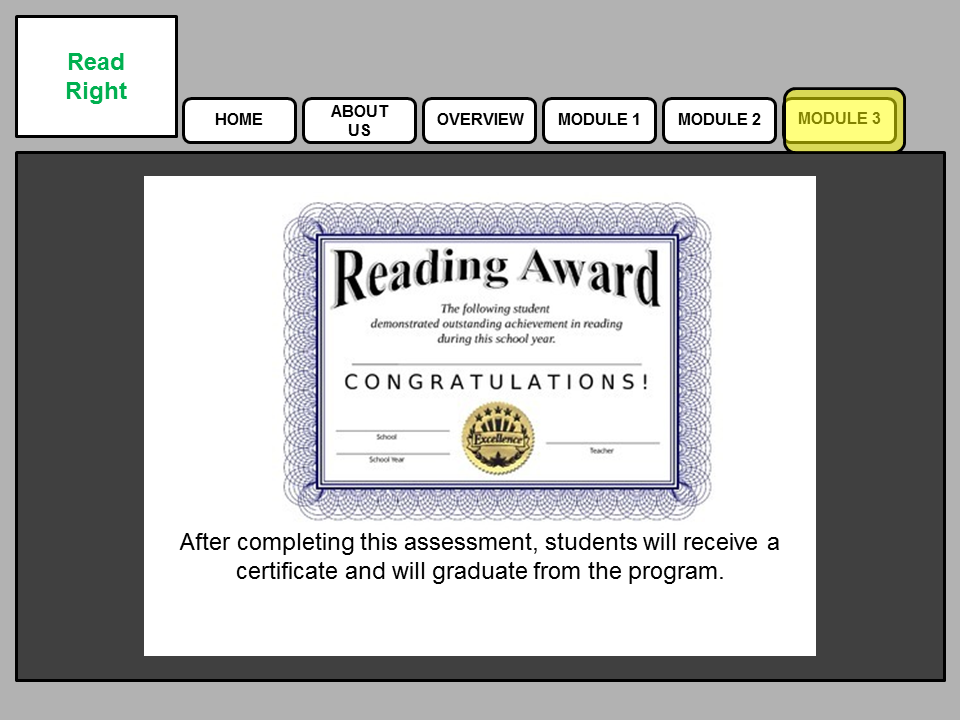 Read
Right
HOME
ABOUT
US
OVERVIEW
MODULE 1
MODULE 2
MODULE 3
Reading Award
The following student
demonstrated outstanding achievement in reading
during this school year.
CONGRATULATIONS!
School
Excellence
Teacher
School Year
After completing this assessment, students will receive a
certificate and will graduate from the program.